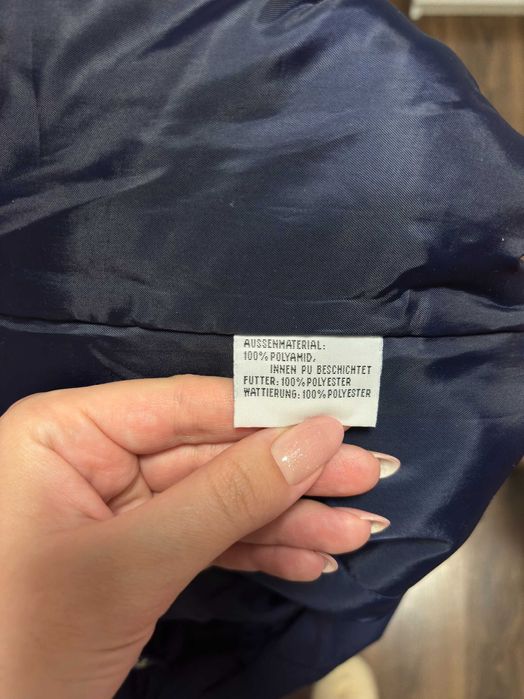 AUSSENMATERIAL:
100% POLYAMID,
INNEN PU BESCHICHTET
FUTTER: 100% POLYESTER
WATTIERUNG: 100% POLYESTER